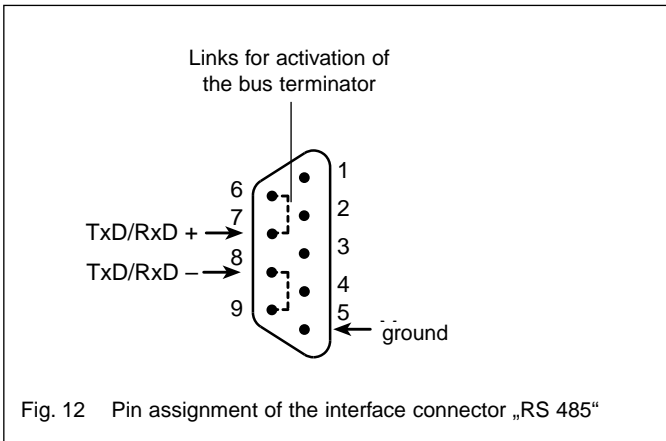 Links for activation of
the bus terminator
1
6
2
7
TxD/RxD +
3
8
TxD/RxD –
4
9
5
ground
Fig. 12 Pin assignment of the interface connector „RS 485“